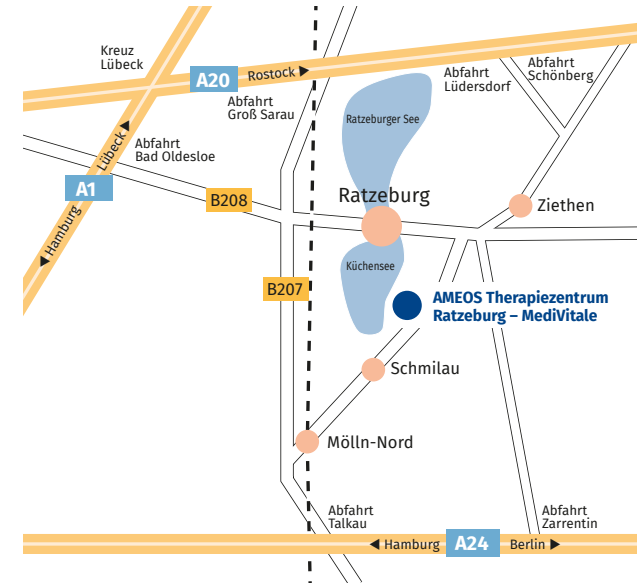 Kreuz
Lübeck
A20
Rostock
Abfahrt
Groß Sarau
Abfahrt
Lüdersdorf
Abfahrt
Schönberg
Ratzeburger See
Lübeck
Abfahrt
Bad Oldesloe
A1
Hamburg
B208
Ratzeburg
Ziethen
Küchensee
B207
AMEOS Therapiezentrum
Ratzeburg – MediVitale
Schmilau
Mölln-Nord
Abfahrt
Talkau
Abfahrt
Zarrentin
Hamburg
A24
Berlin